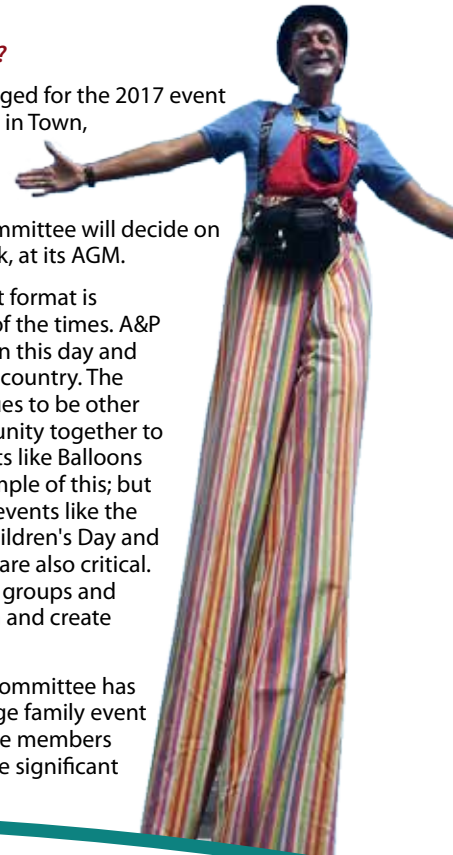 ?
ged for the 2017 event
in Town,
mmittee will decide on
k, at its AGM.
t format is
of the times. A&P
n this day and
country. The
ues to be other
unity together to
ts like Balloons
mple of this; but
events like the
ildren's Day and
are also critical.
groups and
and create
ommittee has
ge family event
e members
e significant